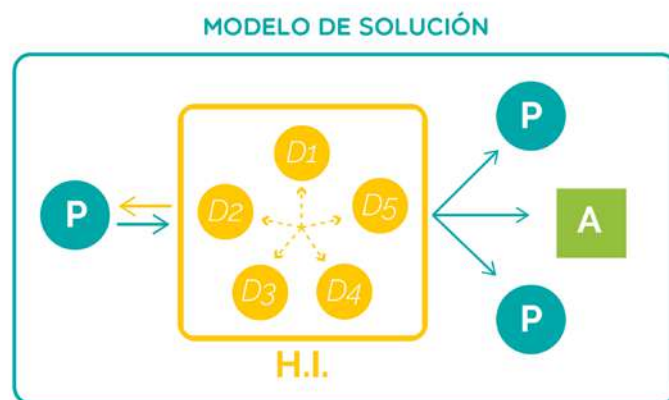 MODELO DE SOLUCIÓN
P
D1
P
D2
D5
A
D3
D4
P
H.I.